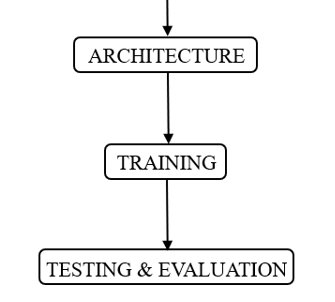 ARCHITECTURE
TRAINING
TESTING & EVALUATION